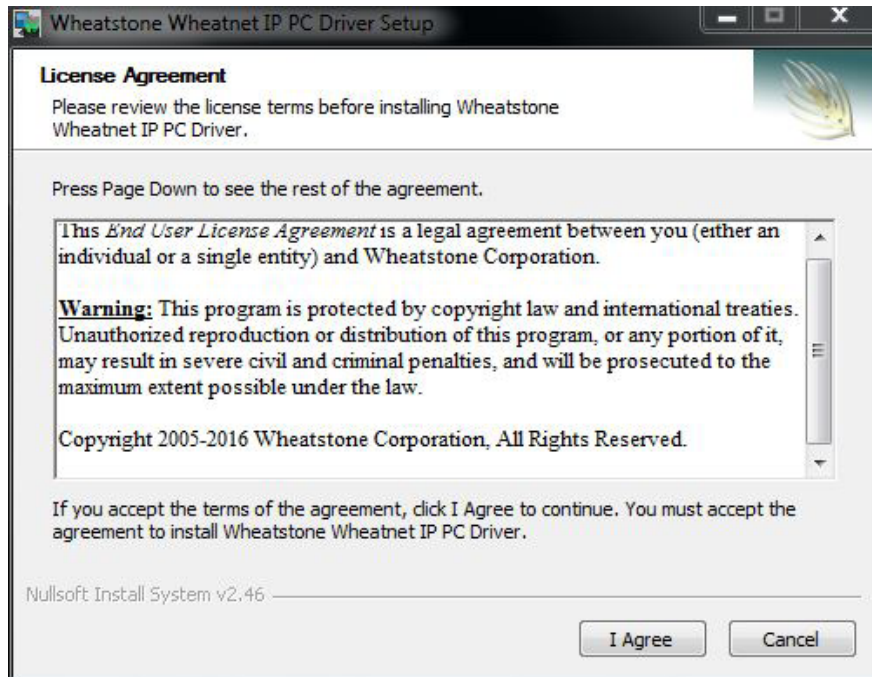 Wheatstone Wheatnet IP PC Driver Setup
License Agreement
Please review the license terms before installing Wheatstone
Wheatnet IP PC Driver.
Press Page Down to see the rest of the agreement.
This End User License Agreement is a legal agreement between you (either an
individual or a single entity) and Wheatstone Corporation.
Warning: This program is protected by copyright law and international treaties.
Unauthorized reproduction or distribution of this program, or any portion of it,
may result in severe civil and criminal penalties, and will be prosecuted to the
maximum extent possible under the law.
Copyright 2005-2016 Wheatstone Corporation, All Rights Reserved.
If you accept the terms of the agreement, click I Agree to continue. You must accept the
agreement to install Wheatstone Wheatnet IP PC Driver.
Nullsoft Install System v2.46
I Agree
Cancel